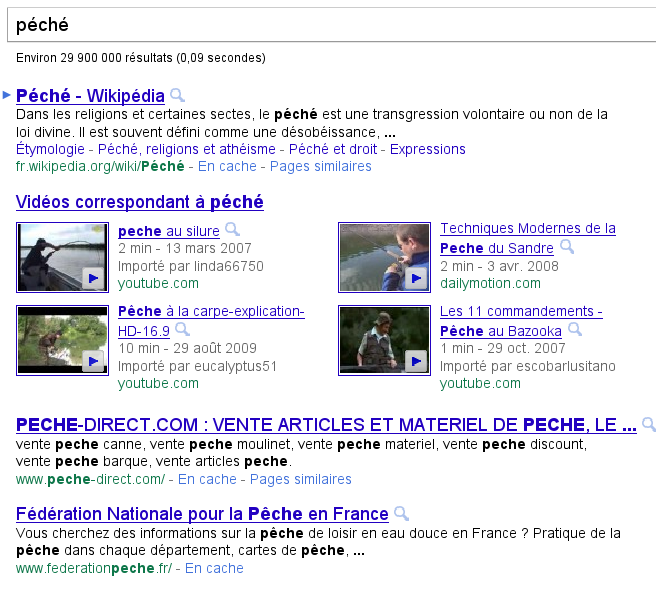 péché
Environ 29 900 000 résultats (0,09 secondes)
Péché - Wikipédia
Dans les religions et certaines sectes, le péché est une transgression volontaire ou non de la
loi divine. Il est souvent défini comme une désobéissance, ...
Étymologie - Péché, religions et athéisme - Péché et droit - Expressions
fr.wikipedia.org/wiki/Péché - En cache - Pages similaires
Vidéos correspondant à péché
peche au silure
2 min - 13 mars 2007
Importé par linda66750
youtube.com
Techniques Modernes de la
Peche du Sandre
2 min - 3 avr. 2008
dailymotion.com
Pêche à la carpe-explication-
HD-16.9
10 min - 29 août 2009
Importé par eucalyptus51
youtube.com
Les 11 commandements -
Pêche au Bazooka
1 min - 29 oct. 2007
Importé par escobarlusitano
youtube.com
PECHE-DIRECT.COM : VENTE ARTICLES ET MATERIEL DE PECHE, LE ...
vente peche canne, vente peche moulinet, vente peche materiel, vente peche discount,
vente peche barque, vente articles peche.
www.peche-direct.com/ - En cache - Pages similaires
Fédération Nationale pour la Pêche en France
Vous cherchez des informations sur la pêche de loisir en eau douce en France ? Pratique de la
pêche dans chaque département, cartes de pêche, ...
www.federationpeche.fr/ - En cache